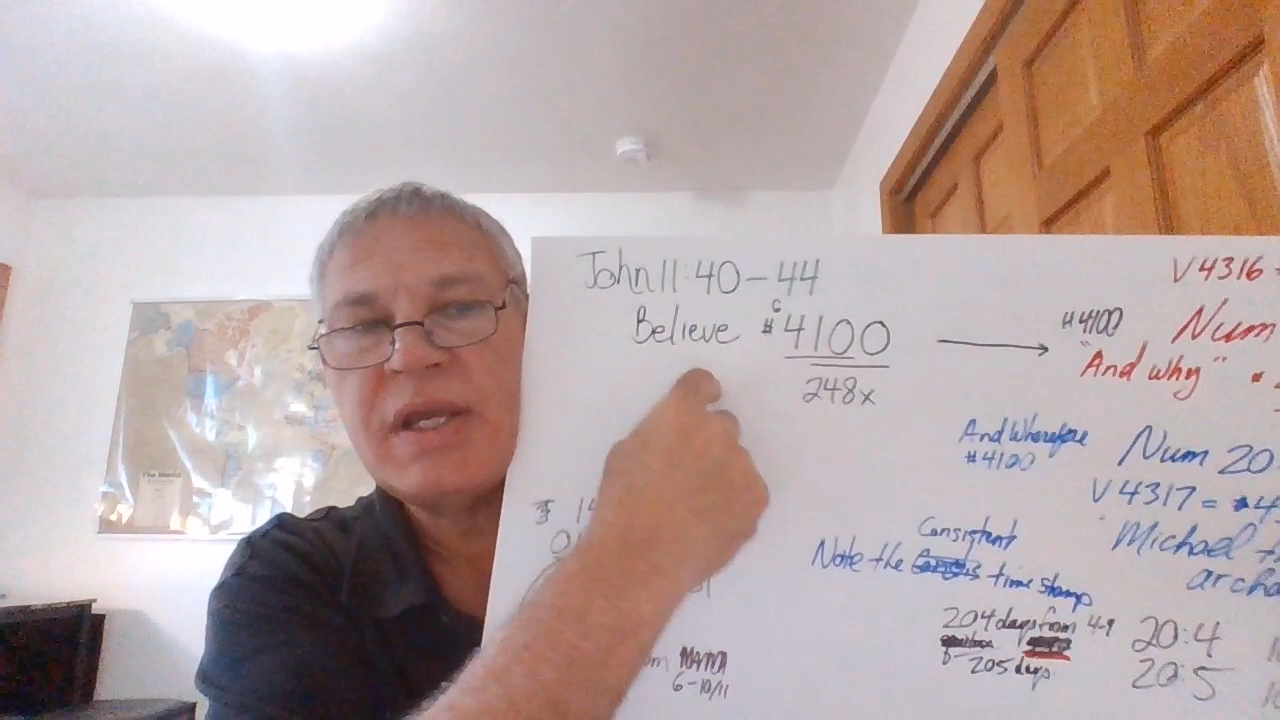 John 11:40-44
Believe G #4100
248x
V 4316 =
#4100 Num
"And why"
And Wherefore
#4100
Num 20
V 4317 = #4
Michael
Consistent
Note the time stamp
204 days from 4-9
205 days
20:4
20:5
6-10/11